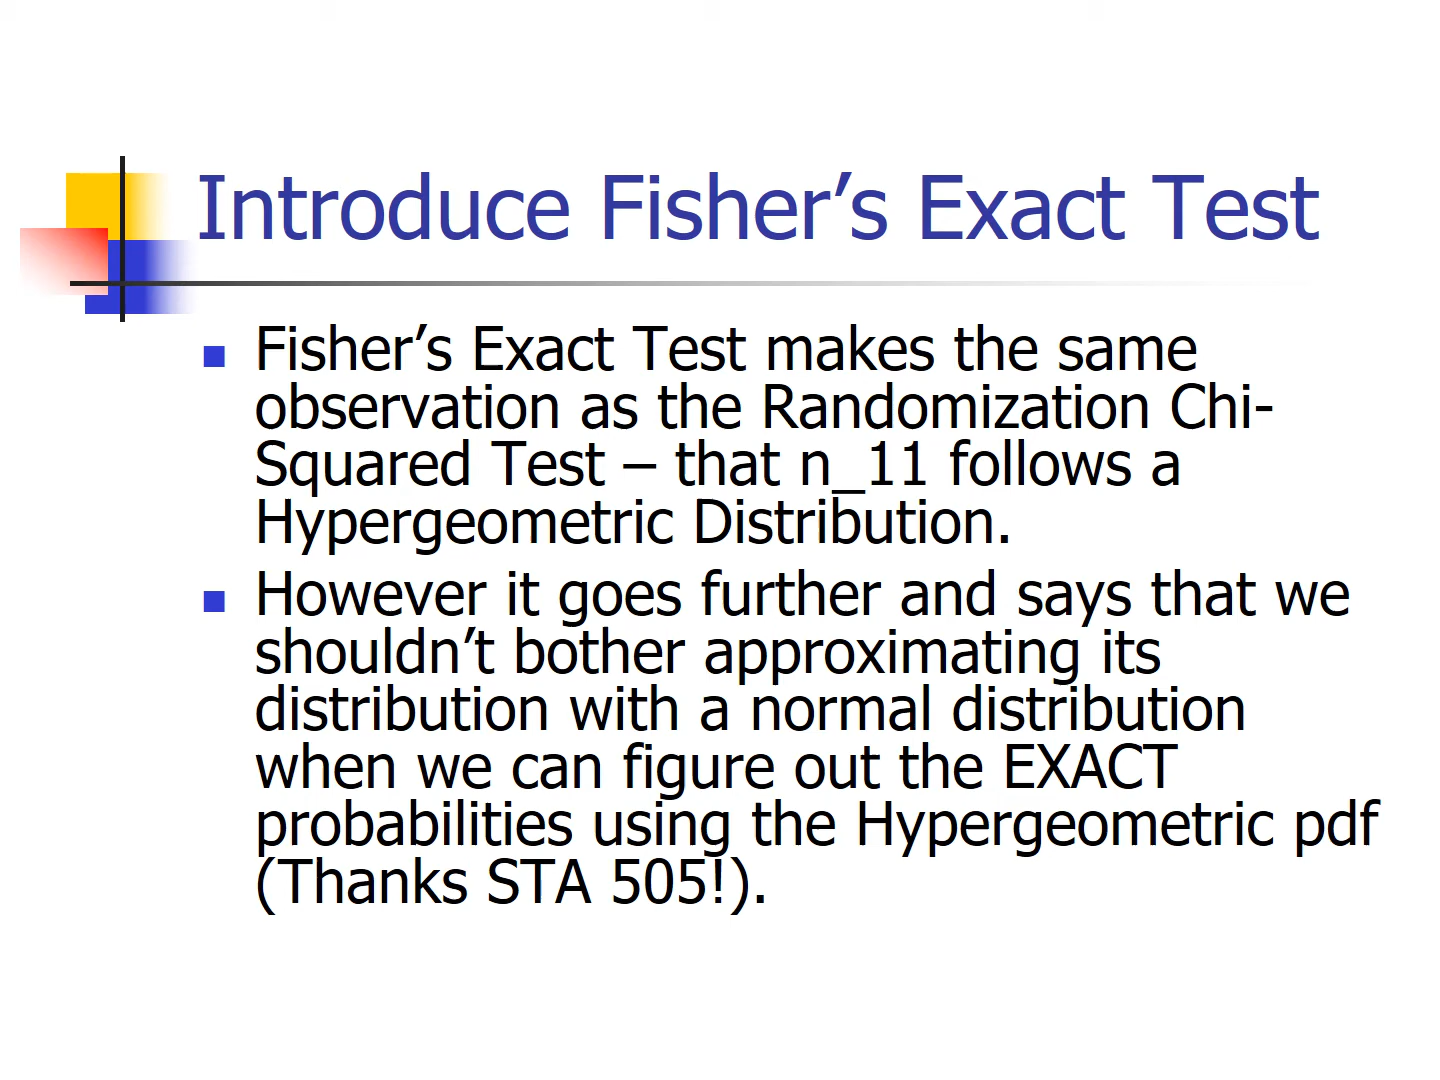 Introduce Fisher’s Exact Test
Fisher’s Exact Test makes the same
observation as the Randomization Chi-
Squared Test – that n_11 follows a
Hypergeometric Distribution.
However it goes further and says that we
shouldn’t bother approximating its
distribution with a normal distribution
when we can figure out the EXACT
probabilities using the Hypergeometric pdf
(Thanks STA 505!).